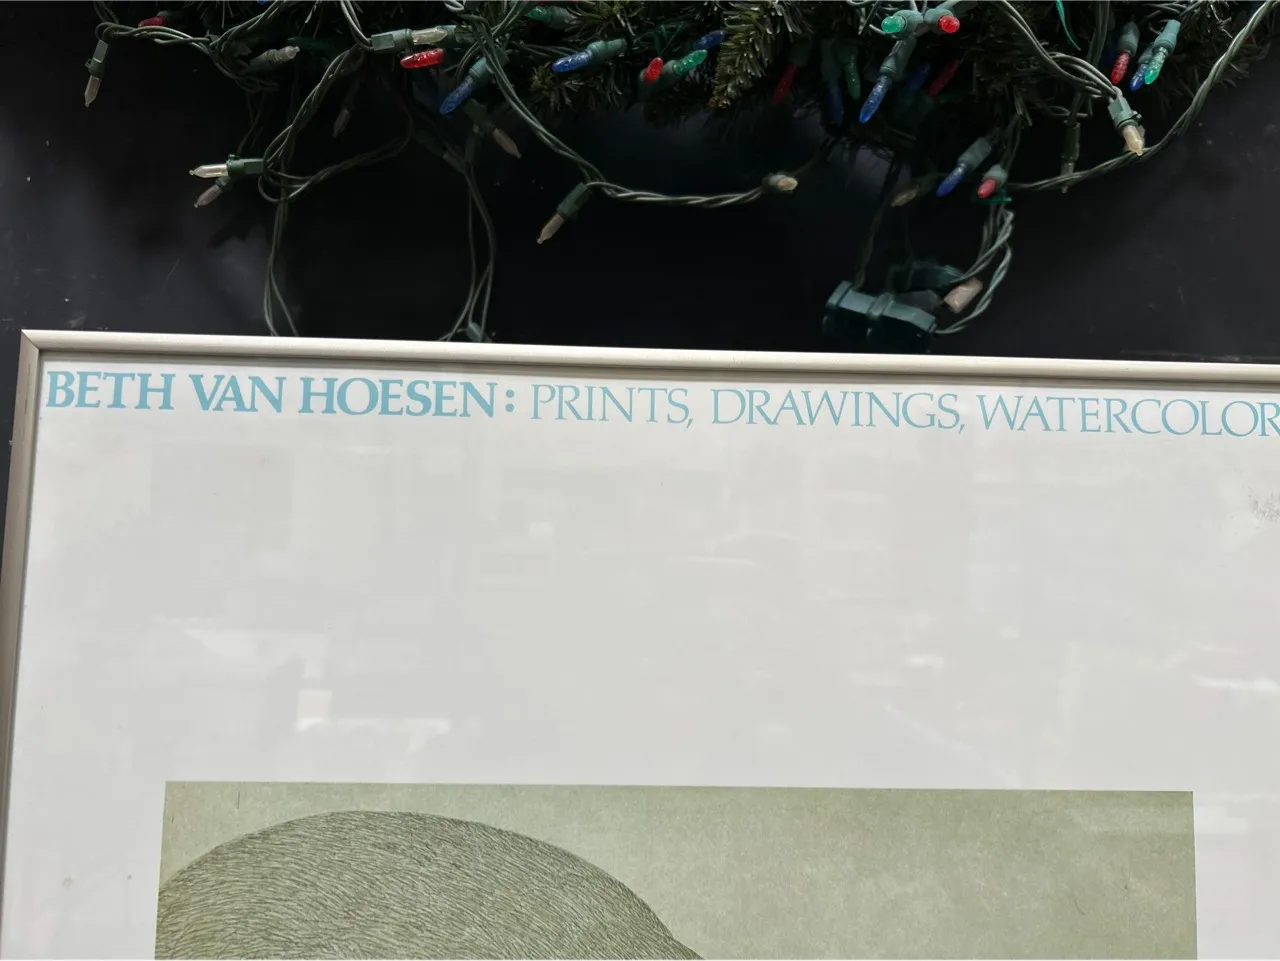 BETH VAN HOESEN: PRINTS, DRAWINGS, WATERCOLOR